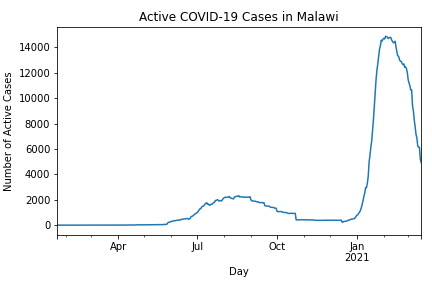 Active COVID-19 Cases in Malawi
14000
12000
10000
8000
6000
4000
2000
0
Number of Active Cases
Apr Jul Oct Jan
2021
Day